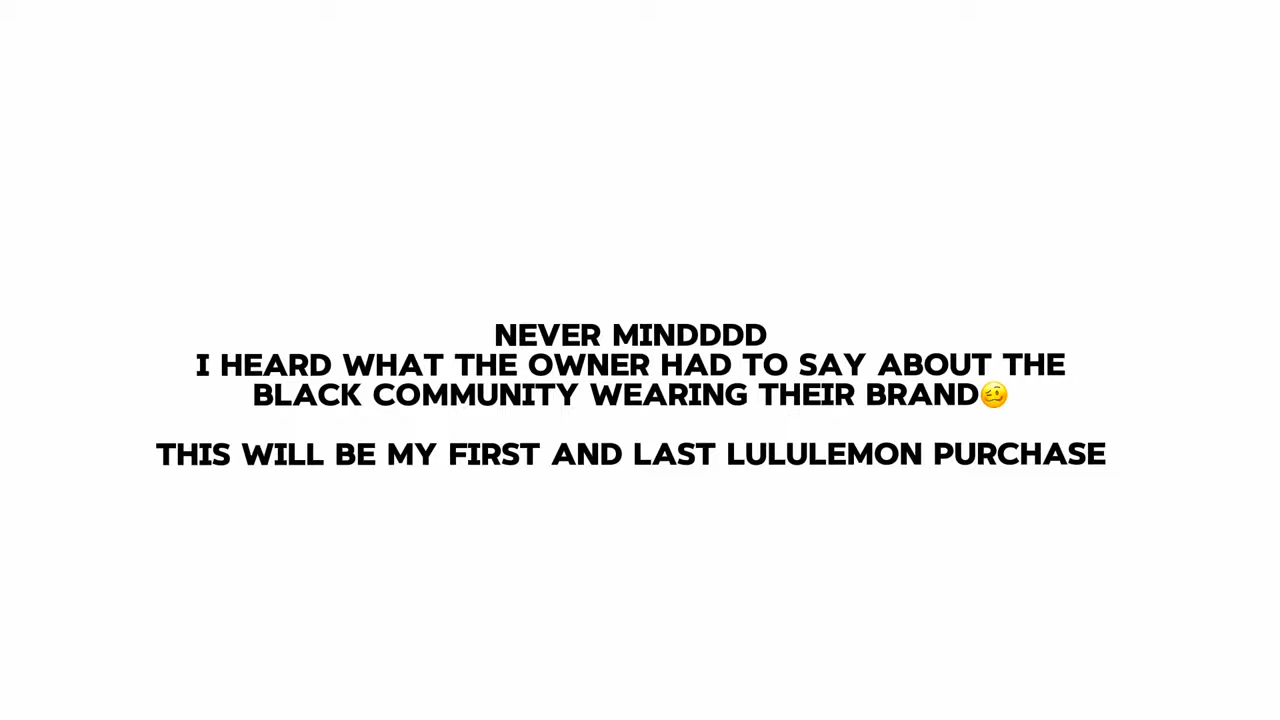 NEVER MINDDDD
I HEARD WHAT THE OWNER HAD TO SAY ABOUT THE
BLACK COMMUNITY WEARING THEIR BRAND🥴
THIS WILL BE MY FIRST AND LAST LULULEMON PURCHASE